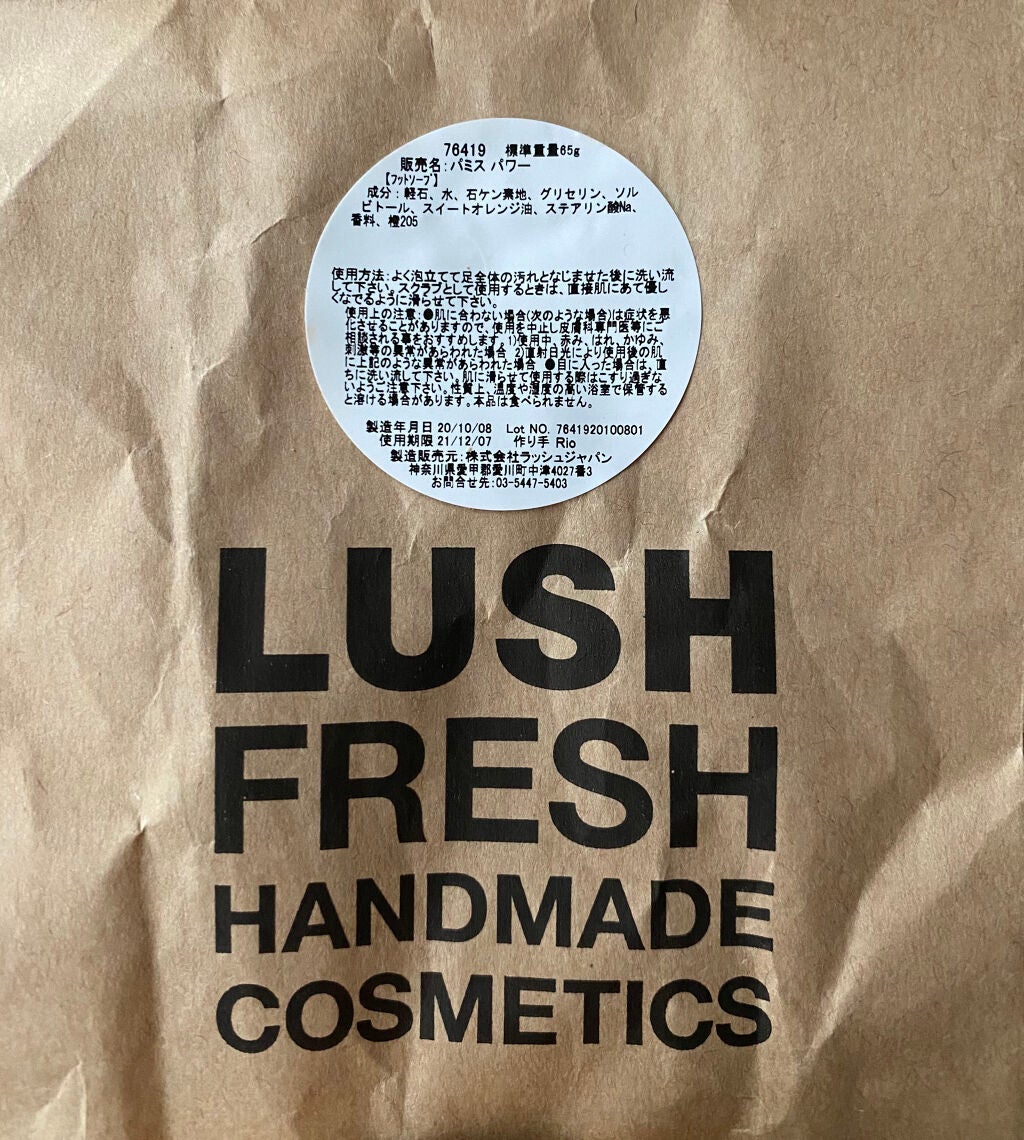 76419 標準重量65g
販売名:パミス パワー
【フットソープ】
成分:軽石、水、石ケン素地、グリセリン、ソル
ビトール、スイートオレンジ油、ステアリン酸Na、
香料、橙205
使用方法:よく泡立てて足全体の汚れとなじませた後に洗い流
して下さい。スクラブとして使用するときは、直接肌にあて優し
くなでるように滑らせて下さい。
使用上の注意:●肌に合わない場合(次のような場合)は症状を悪
化させることがありますので、使用を中止し皮膚科専門医等にご
相談される事をおすすめします。1)使用中、赤み、はれ、かゆみ、
刺激等の異常があらわれた場合 2)直射日光により使用後の肌
に上記のような異常があらわれた場合 ●目に入った場合は、直
ちに洗い流して下さい。肌に滑らせて使用する際はこすり過ぎな
いようご注意下さい。性質上、温度や湿度の高い浴室で保管する
と溶ける場合があります。本品は食べられません。
製造年月日 20/10/08 Lot NO. 7641920100801
使用期限 21/12/07 作り手 Rio
製造販売元:株式会社ラッシュジャパン
神奈川県愛甲郡愛川町中津4027番3
お問合せ先:03-5447-5403
LUSH
FRESH
HANDMADE
COSMETICS